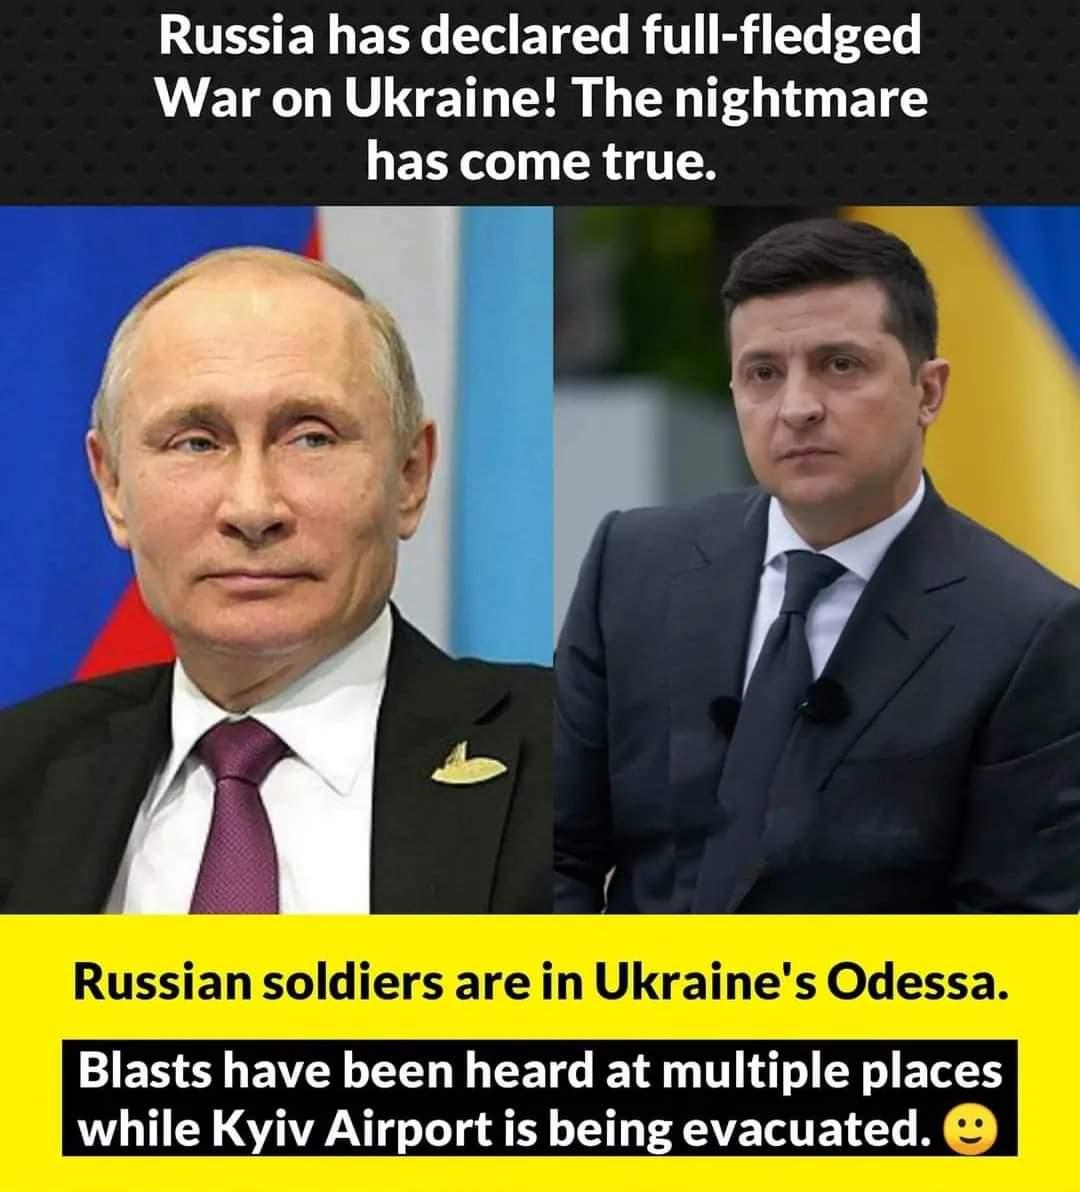 Russia has declared full-fledged
War on Ukraine! The nightmare
has come true.
Russian soldiers are in Ukraine's Odessa.
Blasts have been heard at multiple places
while Kyiv Airport is being evacuated. 🙂